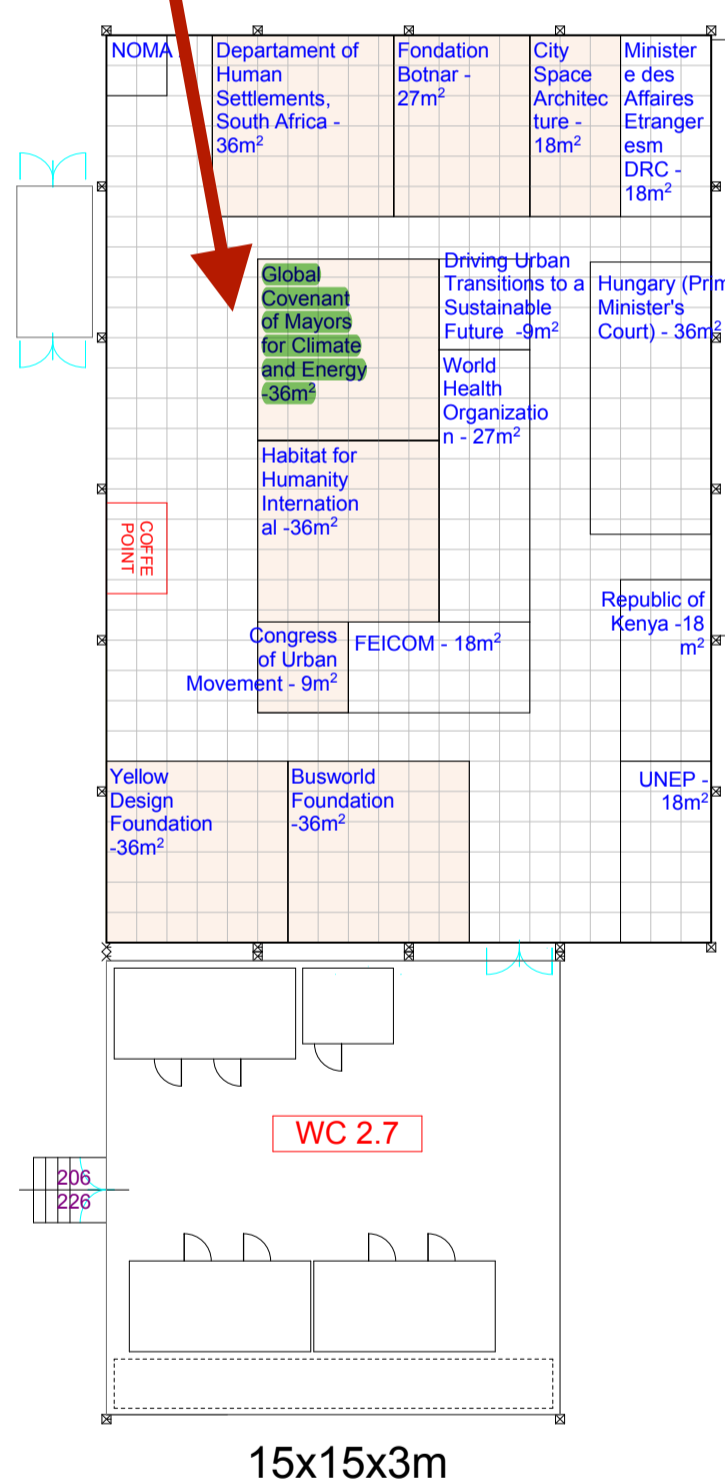 NOMA
Departament of
Human
Settlements,
South Africa -
36m²
Fondation
Botnar -
27m²
City
Space
Architec
ture -
18m²
Minister
e des
Affaires
Etranger
esm
DRC -
18m²
Global
Covenant
of Mayors
for Climate
and Energy
-36m²
Driving Urban
Transitions to a
Sustainable
Future -9m²
Hungary (Prim
Minister's
Court) - 36m²
World
Health
Organizatio
n - 27m²
Habitat for
Humanity
Internation
al -36m²
COFFE
POINT
Congress
of Urban
Movement - 9m²
FEICOM - 18m²
Republic of
Kenya -18
m²
Yellow
Design
Foundation
-36m²
Busworld
Foundation
-36m²
UNEP -
18m²
WC 2.7
206
226
15x15x3m